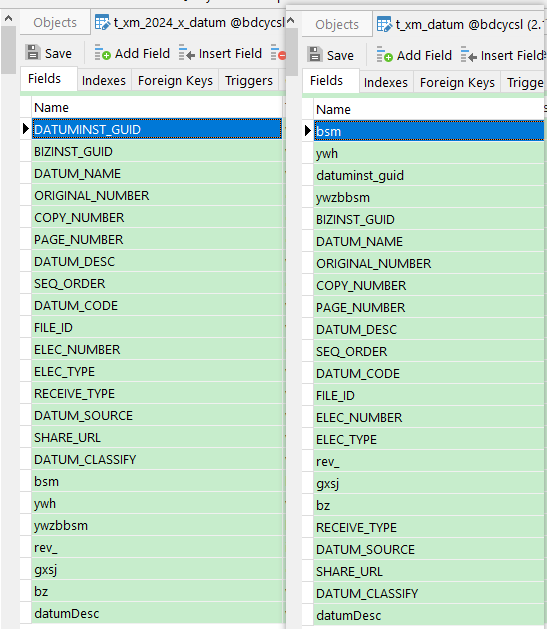 Objects
t_xm_2024_x_datum @bdcycsl
Save
Add Field
Insert Field
Fields
Indexes
Foreign Keys
Triggers
Name
DATUMINST_GUID
BIZINST_GUID
DATUM_NAME
ORIGINAL_NUMBER
COPY_NUMBER
PAGE_NUMBER
DATUM_DESC
SEQ_ORDER
DATUM_CODE
FILE_ID
ELEC_NUMBER
ELEC_TYPE
RECEIVE_TYPE
DATUM_SOURCE
SHARE_URL
DATUM_CLASSIFY
bsm
ywh
ywzbbsm
rev_
gxsj
bz
datumDesc
Objects
t_xm_datum @bdcycsl (2.
Save
Add Field
Insert Field
Fields
Indexes
Foreign Keys
Triggers
Name
bsm
ywh
datuminst_guid
ywzbbsm
BIZINST_GUID
DATUM_NAME
ORIGINAL_NUMBER
COPY_NUMBER
PAGE_NUMBER
DATUM_DESC
SEQ_ORDER
DATUM_CODE
FILE_ID
ELEC_NUMBER
ELEC_TYPE
rev_
gxsj
bz
RECEIVE_TYPE
DATUM_SOURCE
SHARE_URL
DATUM_CLASSIFY
datumDesc